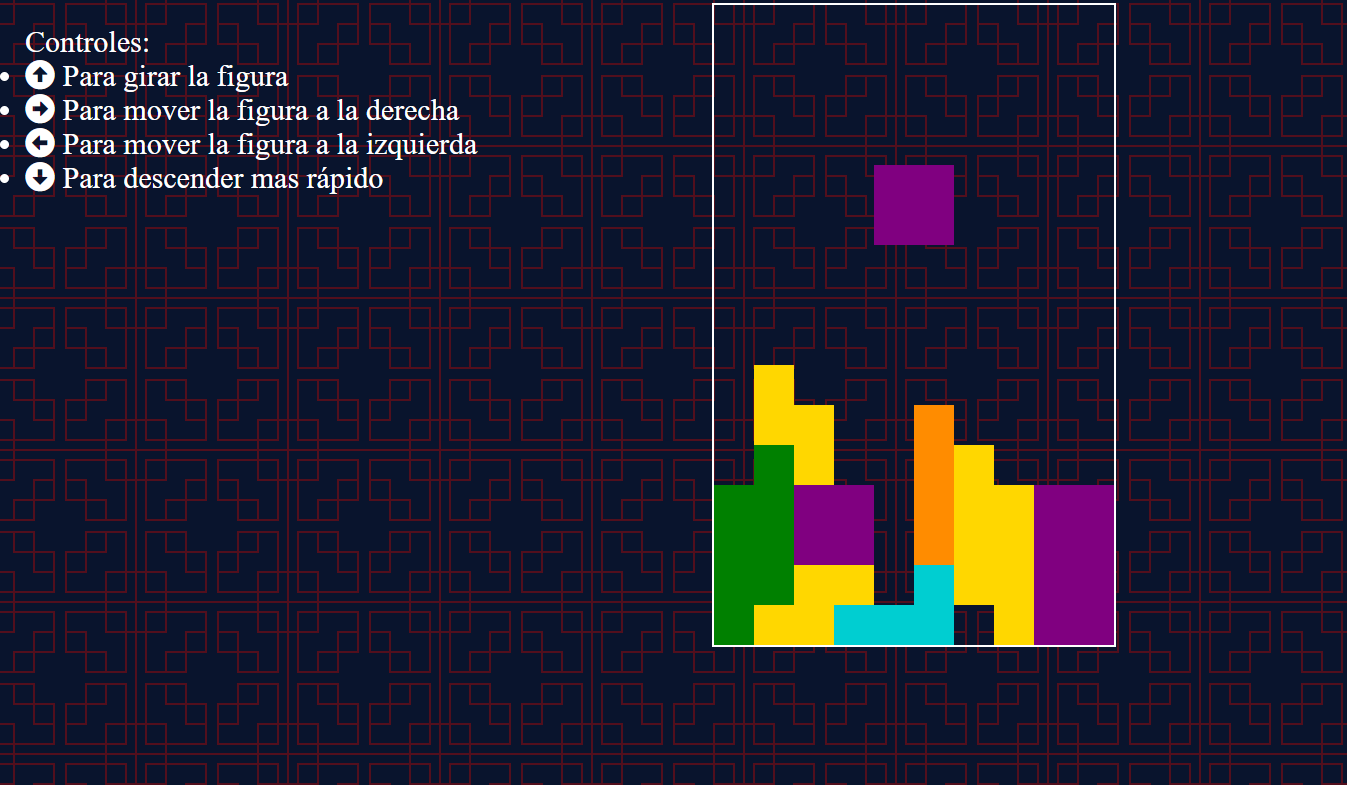 Controles:
Para girar la figura
Para mover la figura a la derecha
Para mover la figura a la izquierda
Para descender mas rápido